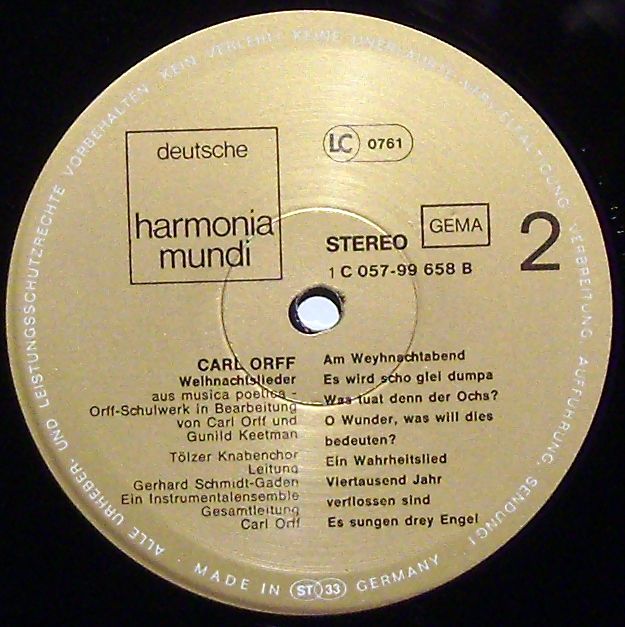 ALLE URHEBER- UND LEISTUNGSSCHUTZRECHTE VORBEHALTEN · KEIN VERLEIH! KEINE UNERLAUBTE VERVIELFÄLTIGUNG, VERBREITUNG, AUFFÜHRUNG, SENDUNG!
deutsche
harmonia
mundi
LC 0761
STEREO
GEMA
1 C 057-99 658 B
2
CARL ORFF
Weihnachtslieder
aus musica poetica -
Orff-Schulwerk in Bearbeitung
von Carl Orff und
Gunild Keetman
Tölzer Knabenchor
Leitung
Gerhard Schmidt-Gaden
Ein Instrumentalensemble
Gesamtleitung
Carl Orff
Am Weyhnachtabend
Es wird scho glei dumpa
Was tuat denn der Ochs?
O Wunder, was will dies
bedeuten?
Ein Wahrheitslied
Viertausend Jahr
verflossen sind
Es sungen drey Engel
· MADE IN ST 33 GERMANY ·